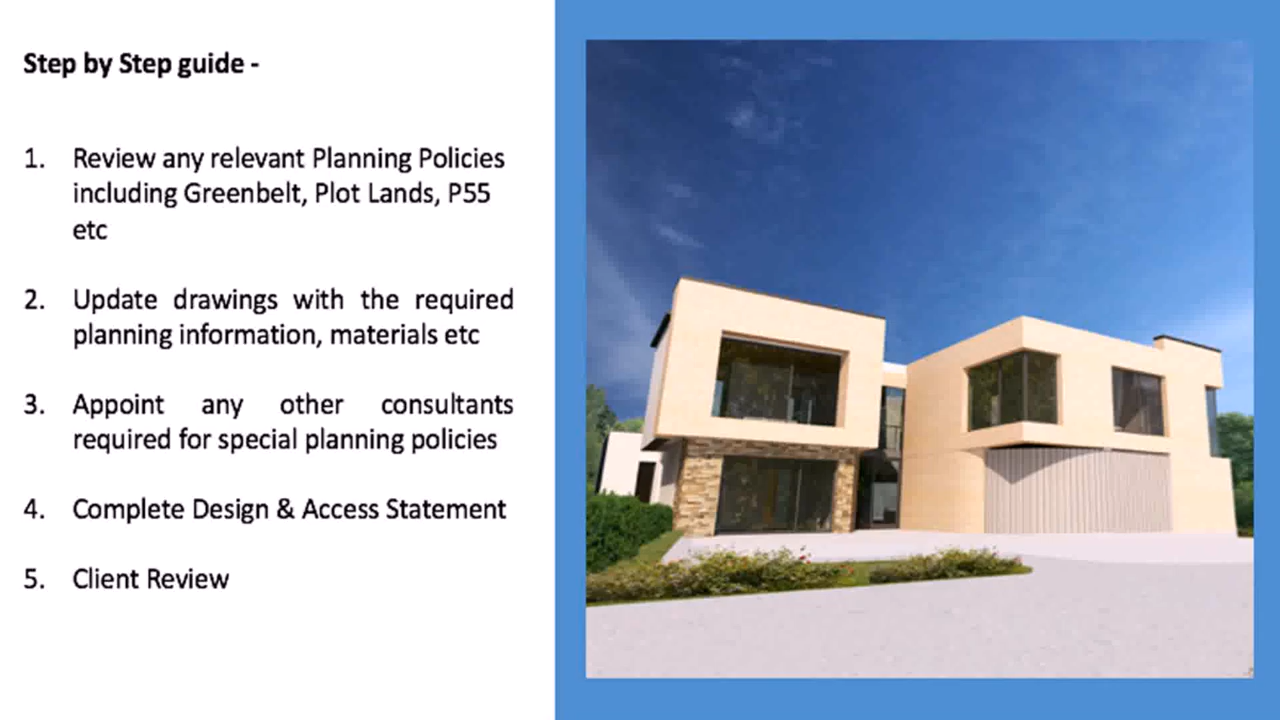 Step by Step guide -
1. Review any relevant Planning Policies
including Greenbelt, Plot Lands, P55
etc
2. Update drawings with the required
planning information, materials etc
3. Appoint any other consultants
required for special planning policies
4. Complete Design & Access Statement
5. Client Review